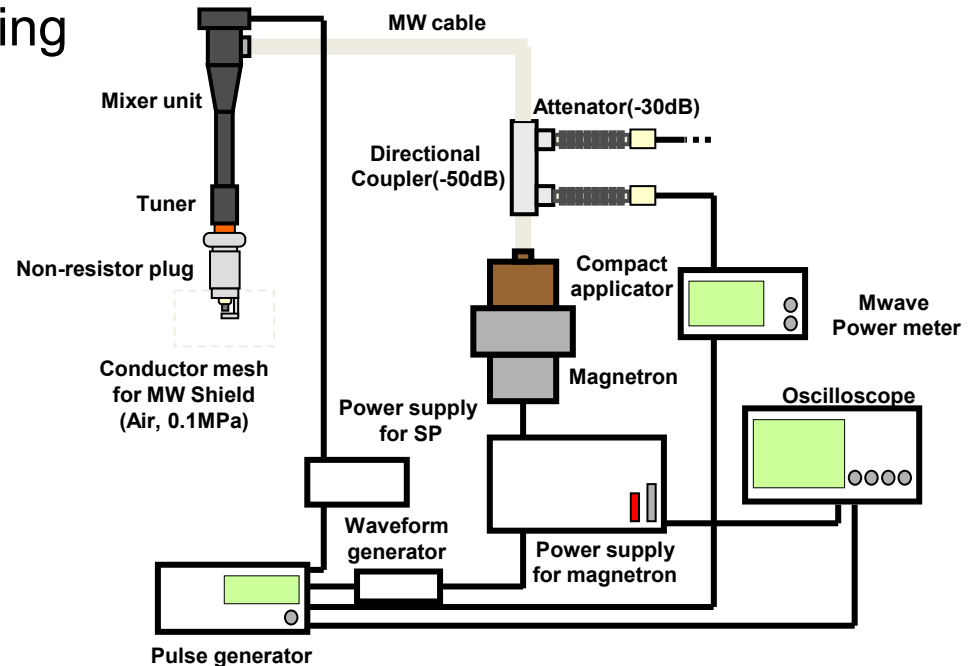 ing
MW cable
Mixer unit
Attenator(-30dB)
Directional
Coupler(-50dB)
Tuner
Non-resistor plug
Compact
applicator
Mwave
Power meter
Conductor mesh
for MW Shield
(Air, 0.1MPa)
Magnetron
Oscilloscope
Power supply
for SP
Waveform
generator
Power supply
for magnetron
Pulse generator